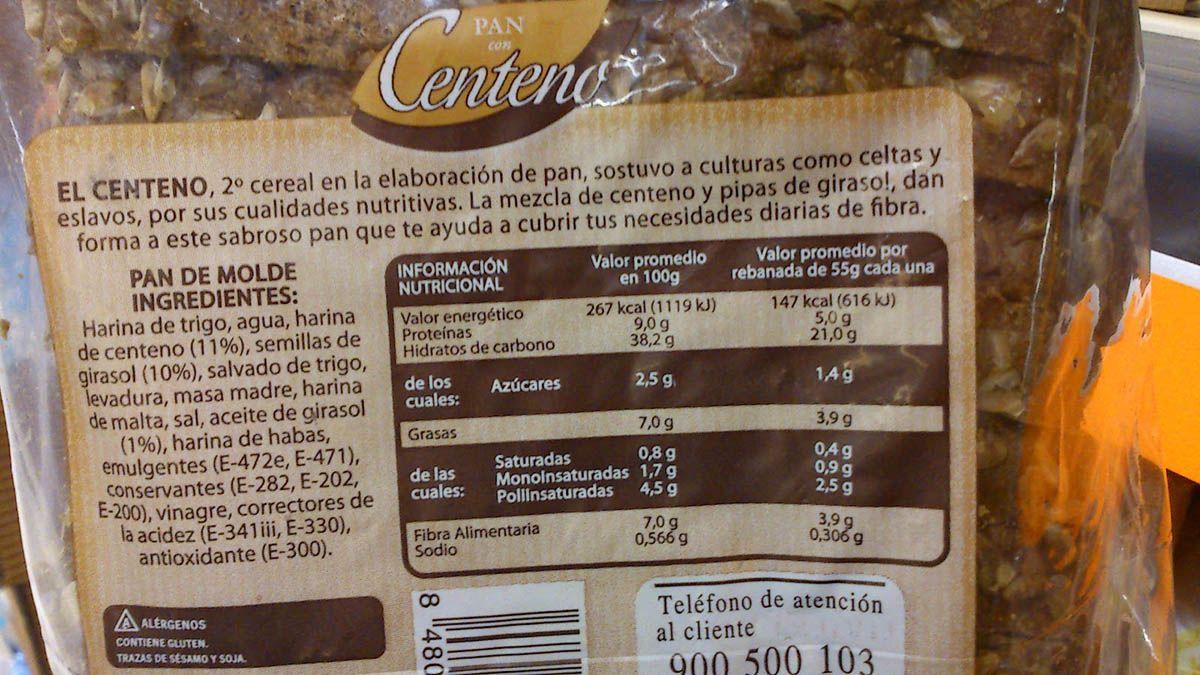 PAN
con
Centeno
EL CENTENO, 2º cereal en la elaboración de pan, sostuvo a culturas como celtas y
eslavos, por sus cualidades nutritivas. La mezcla de centeno y pipas de girasol, dan
forma a este sabroso pan que te ayuda a cubrir tus necesidades diarias de fibra.
PAN DE MOLDE
INGREDIENTES:
Harina de trigo, agua, harina
de centeno (11%), semillas de
girasol (10%), salvado de trigo,
levadura, masa madre, harina
de malta, sal, aceite de girasol
(1%), harina de habas,
emulgentes (E-472e, E-471),
conservantes (E-282, E-202,
E-200), vinagre, correctores de
la acidez (E-341iii, E-330),
antioxidante (E-300).
INFORMACIÓN
NUTRICIONAL
Valor promedio
en 100g
Valor promedio por
rebanada de 55g cada una
Valor energético 267 kcal (1119 kJ) 147 kcal (616 kJ)
Proteínas 9,0 g 5,0 g
Hidratos de carbono 38,2 g 21,0 g
de los
cuales:
Azúcares 2,5 g 1,4 g
Grasas 7,0 g 3,9 g
de las
cuales:
Saturadas 0,8 g 0,4 g
Monoinsaturadas 1,7 g 0,9 g
Poliinsaturadas 4,5 g 2,5 g
Fibra Alimentaria 7,0 g 3,9 g
Sodio 0,566 g 0,306 g
A ALÉRGENOS
CONTIENE GLUTEN.
TRAZAS DE SÉSAMO Y SOJA.
8 480
Teléfono de atención
al cliente
900 500 103